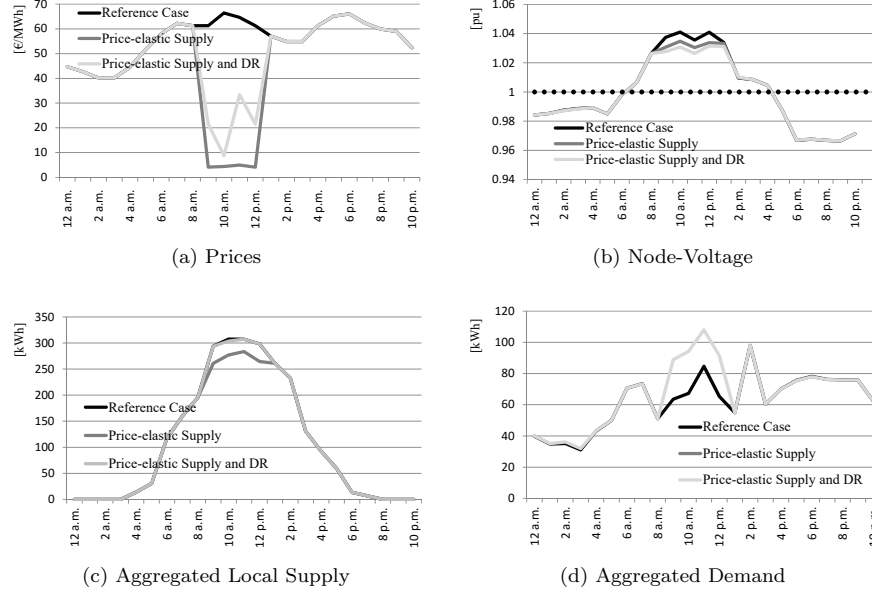 [€/MWh]
70
60
50
40
30
20
10
0
Reference Case
Price-elastic Supply
Price-elastic Supply and DR
12 a.m.
2 a.m.
4 a.m.
6 a.m.
8 a.m.
10 a.m.
12 p.m.
2 p.m.
4 p.m.
6 p.m.
8 p.m.
10 p.m.
(a) Prices
[pu]
1.06
1.04
1.02
1
0.98
0.96
0.94
Reference Case
Price-elastic Supply
Price-elastic Supply and DR
12 a.m.
2 a.m.
4 a.m.
6 a.m.
8 a.m.
10 a.m.
12 p.m.
2 p.m.
4 p.m.
6 p.m.
8 p.m.
10 p.m.
(b) Node-Voltage
[kWh]
350
300
250
200
150
100
50
0
Reference Case
Price-elastic Supply
Price-elastic Supply and DR
12 a.m.
2 a.m.
4 a.m.
6 a.m.
8 a.m.
10 a.m.
12 p.m.
2 p.m.
4 p.m.
6 p.m.
8 p.m.
10 p.m.
(c) Aggregated Local Supply
[kWh]
120
100
80
60
40
20
0
Reference Case
Price-elastic Supply
Price-elastic Supply and DR
12 a.m.
2 a.m.
4 a.m.
6 a.m.
8 a.m.
10 a.m.
12 p.m.
2 p.m.
4 p.m.
6 p.m.
8 p.m.
(d) Aggregated Demand